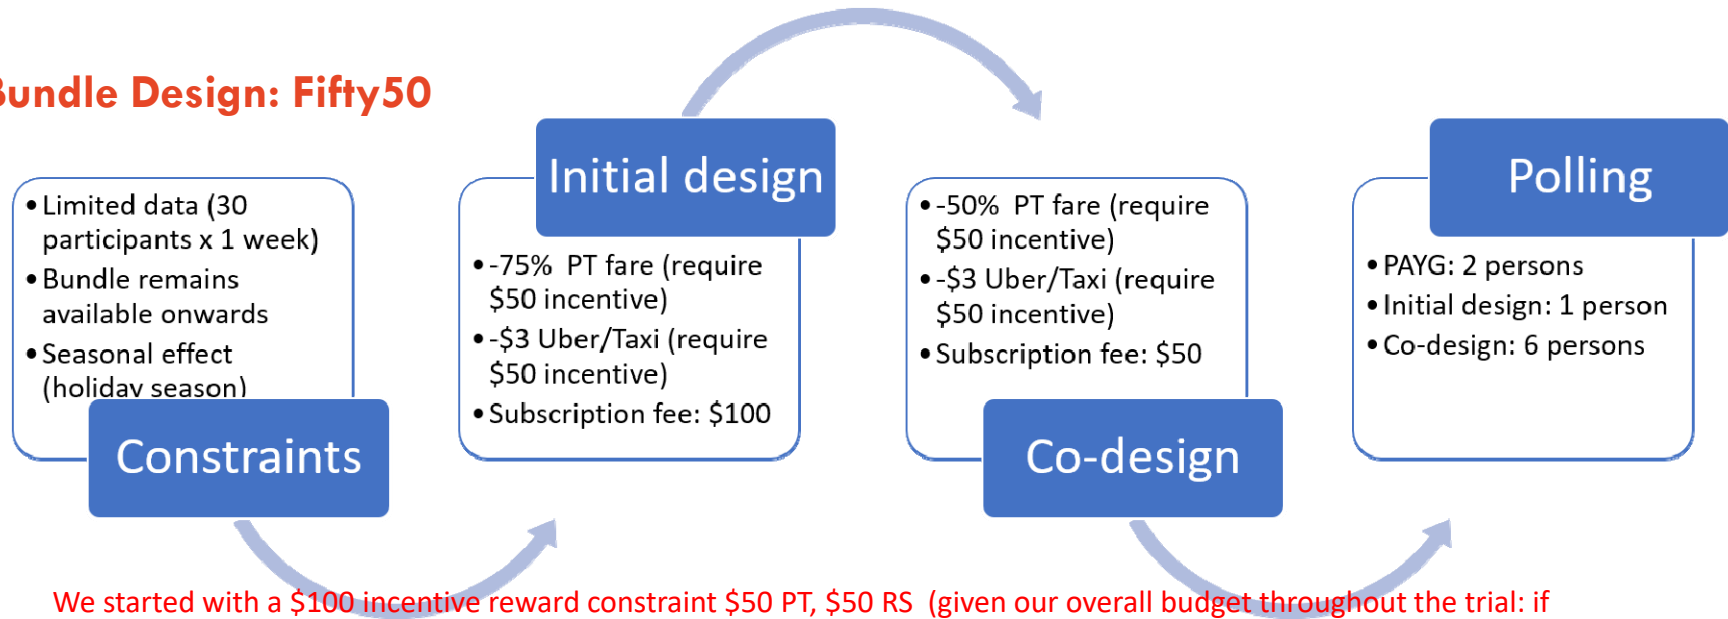 Bundle Design: Fifty50
• Limited data (30
participants x 1 week)
• Bundle remains
available onwards
• Seasonal effect
(holiday season)
Constraints
Initial design
• -75% PT fare (require
$50 incentive)
• -$3 Uber/Taxi (require
$50 incentive)
• Subscription fee: $100
• -50% PT fare (require
$50 incentive)
• -$3 Uber/Taxi (require
$50 incentive)
• Subscription fee: $50
Co-design
Polling
• PAYG: 2 persons
• Initial design: 1 person
• Co-design: 6 persons
We started with a $100 incentive reward constraint $50 PT, $50 RS (given our overall budget throughout the trial: if